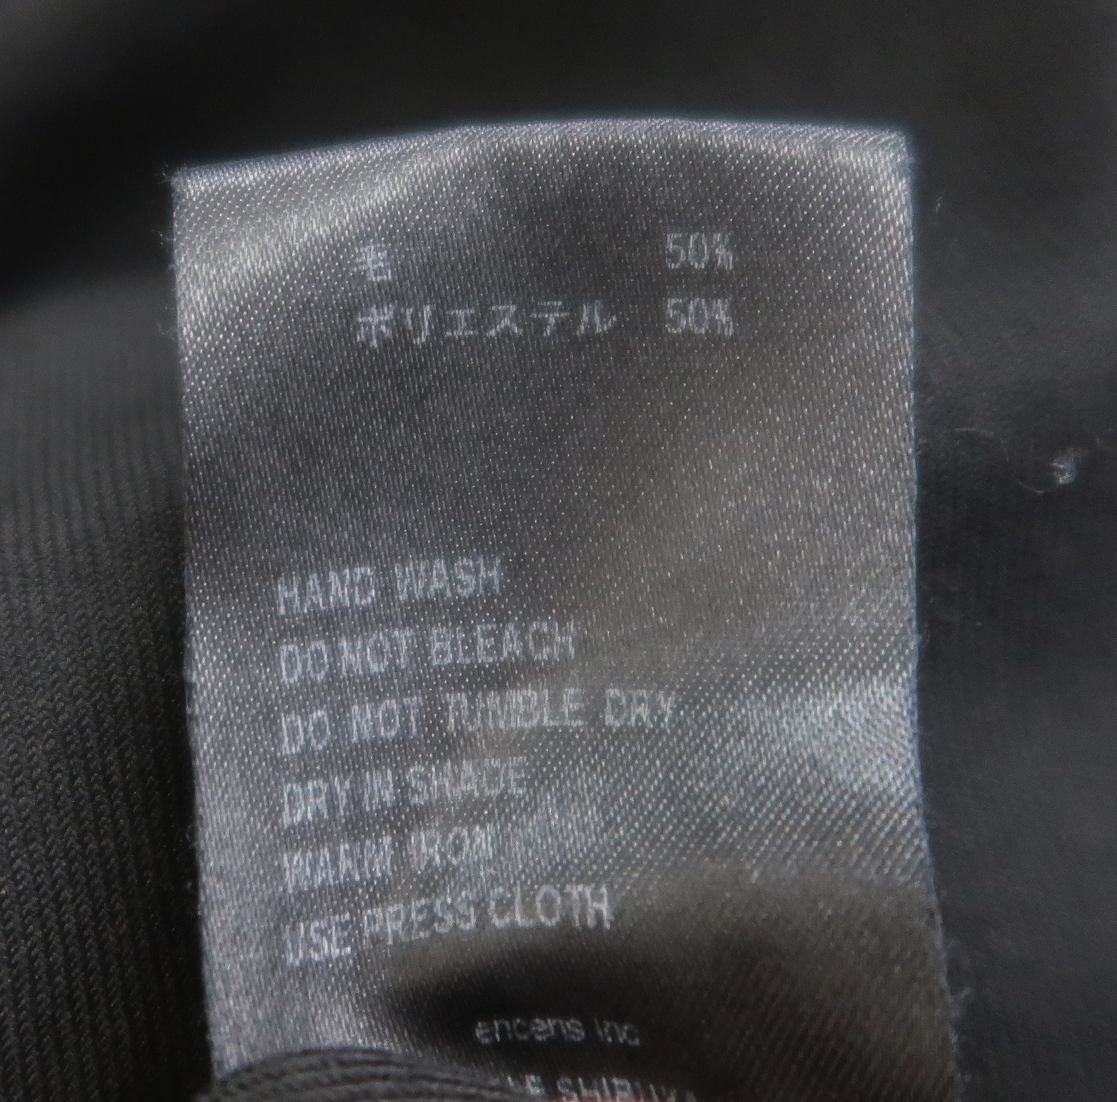 毛 50%
ポリエステル 50%
HAND WASH
DO NOT BLEACH
DO NOT TUMBLE DRY
DRY IN SHADE
WARM IRON
USE PRESS CLOTH
encens inc